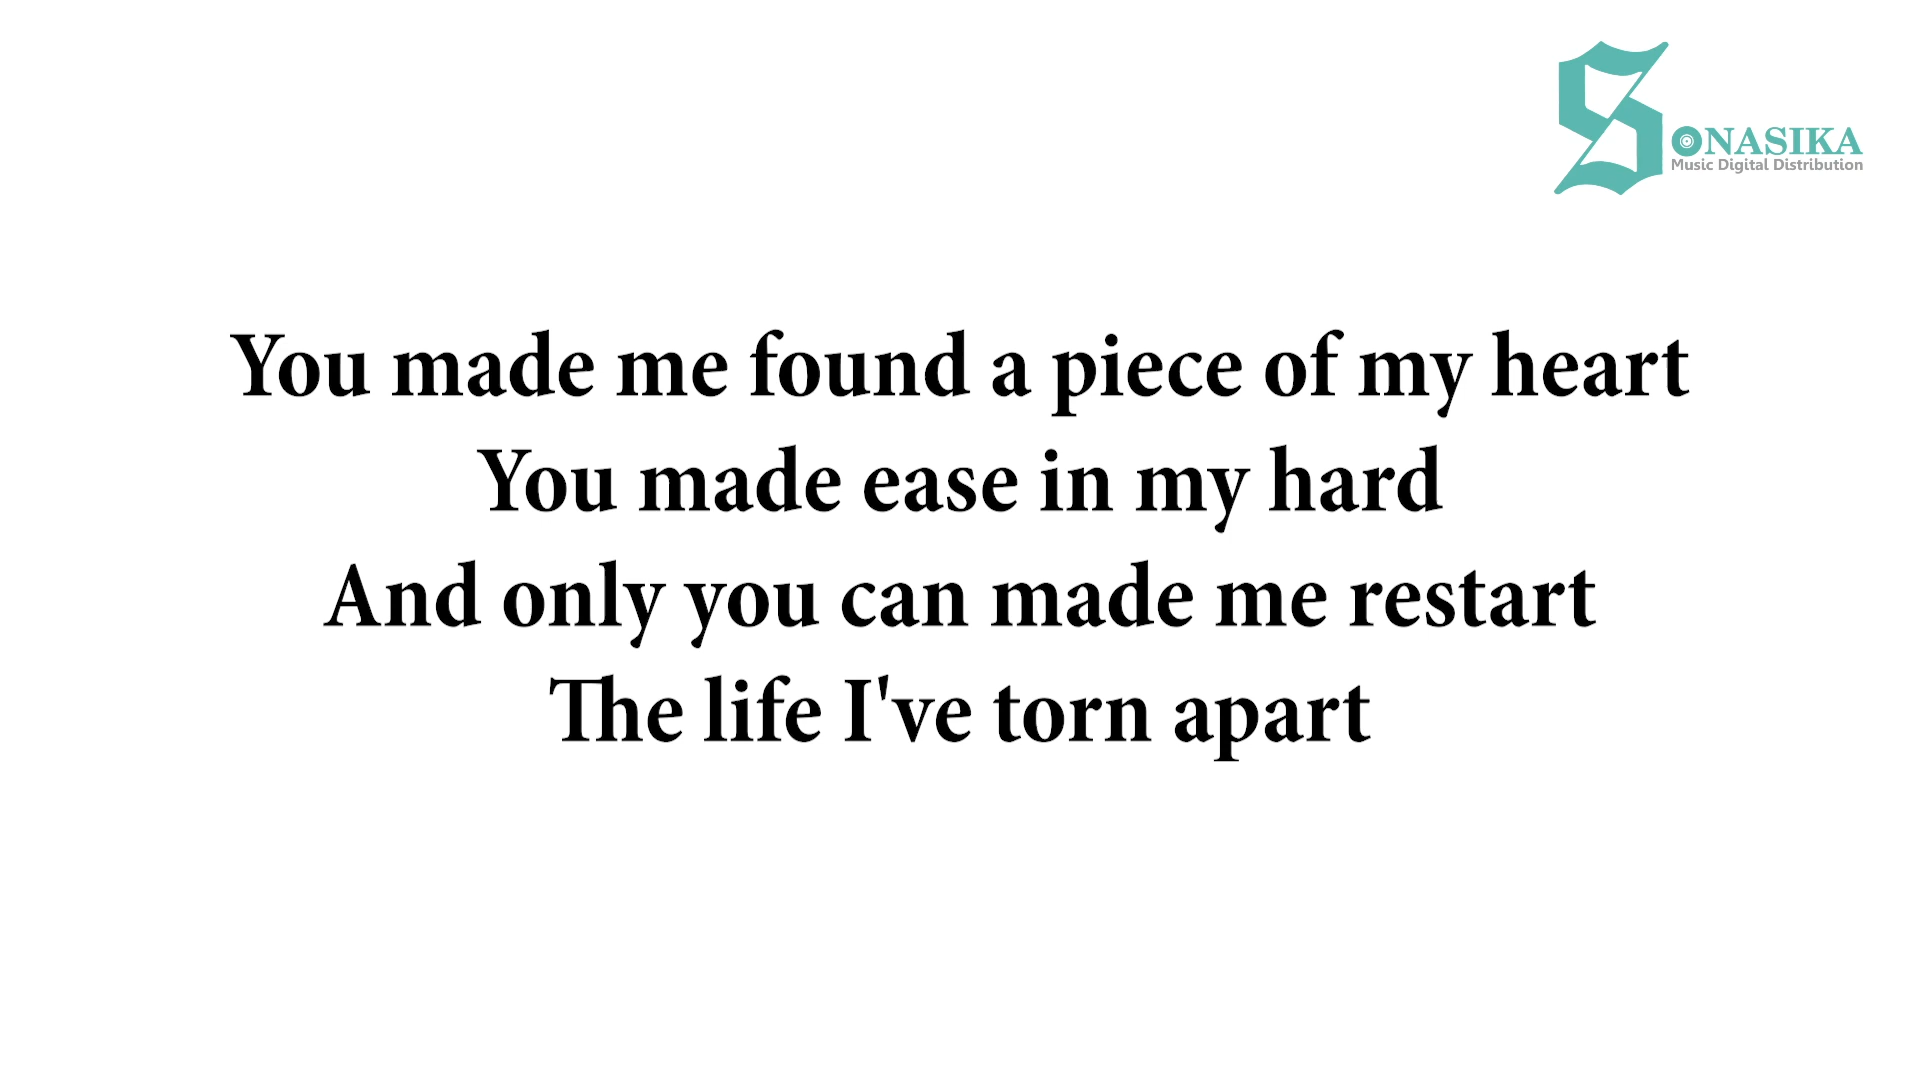 SONASIKA
Music Digital Distribution
You made me found a piece of my heart
You made ease in my hard
And only you can made me restart
The life I've torn apart